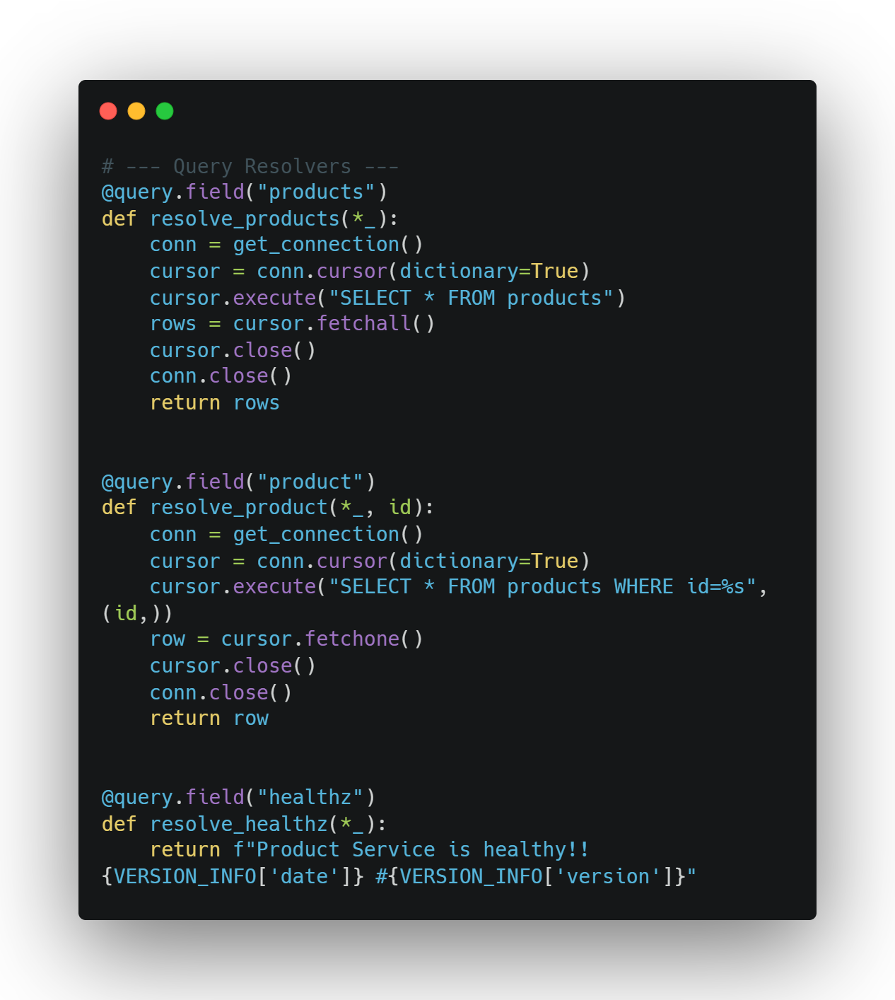 # --- Query Resolvers ---
@query.field("products")
def resolve_products(*_):
    conn = get_connection()
    cursor = conn.cursor(dictionary=True)
    cursor.execute("SELECT * FROM products")
    rows = cursor.fetchall()
    cursor.close()
    conn.close()
    return rows


@query.field("product")
def resolve_product(*_, id):
    conn = get_connection()
    cursor = conn.cursor(dictionary=True)
    cursor.execute("SELECT * FROM products WHERE id=%s",
(id,))
    row = cursor.fetchone()
    cursor.close()
    conn.close()
    return row


@query.field("healthz")
def resolve_healthz(*_):
    return f"Product Service is healthy!!
{VERSION_INFO['date']} #{VERSION_INFO['version']}"